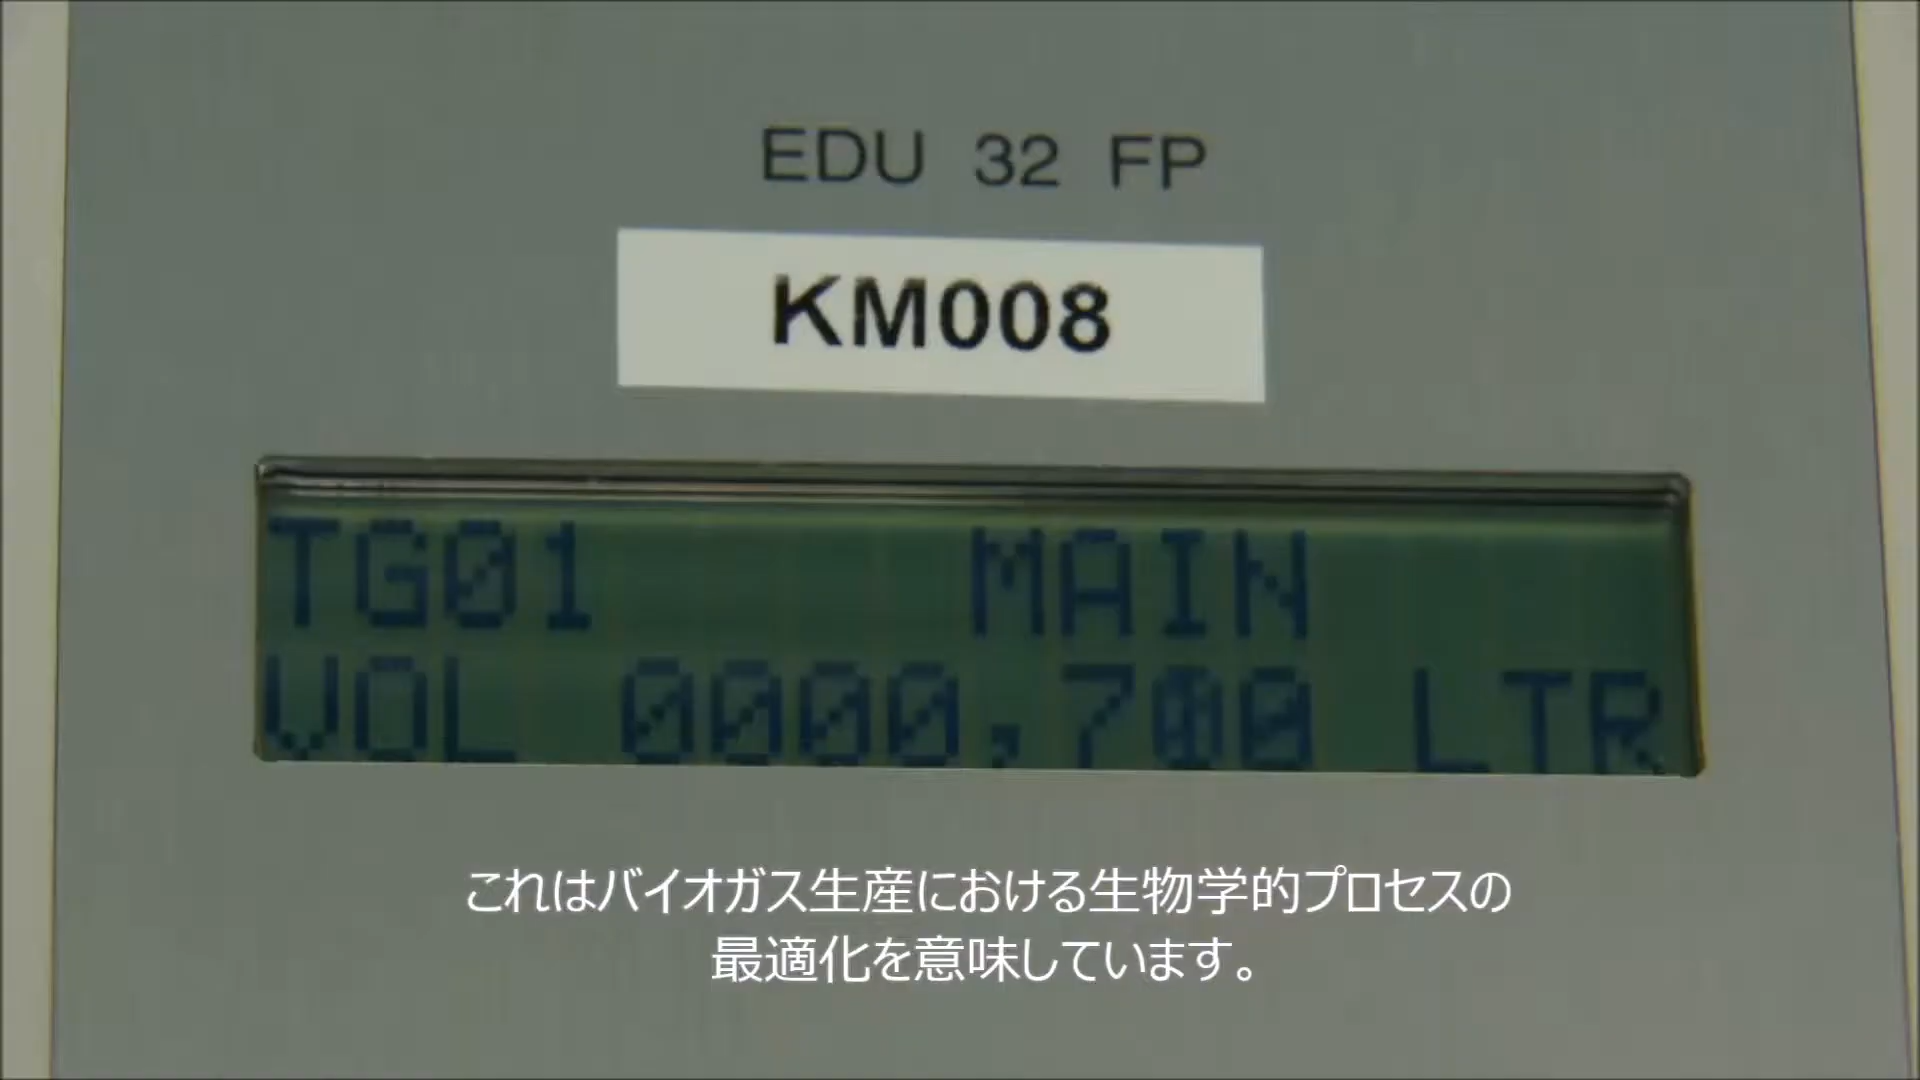 EDU 32 FP
KM008
TG01 MAIN
VOL LTR
これはバイオガス生産における生物学的プロセスの
最適化を意味しています。